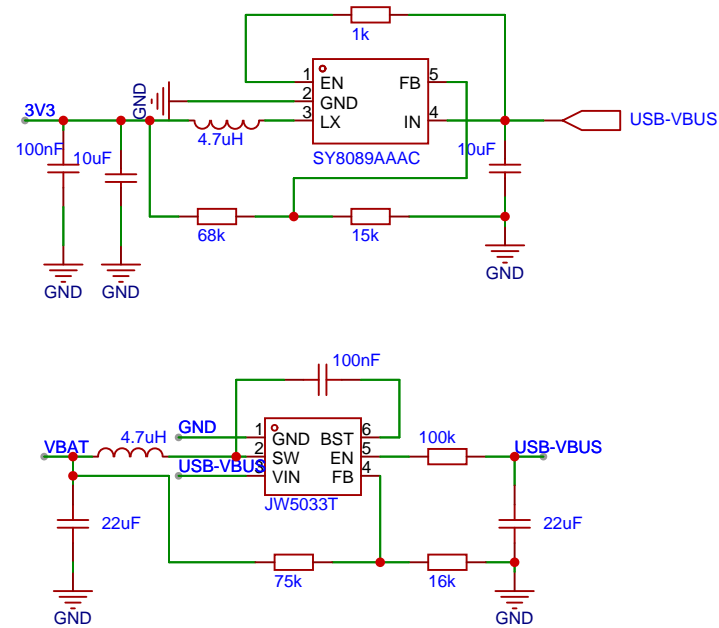 1k
GND
1
EN
FB
5
2
GND
3V3
3
LX
IN
4
USB-VBUS
4.7uH
100nF
10uF
SY8089AAAC
10uF
68k
15k
GND
GND
GND
100nF
GND
1
GND
BST
6
VBAT
4.7uH
2
SW
EN
5
100k
USB-VBUS
USB-VBUS
3
VIN
FB
4
JW5033T
22uF
22uF
75k
16k
GND
GND